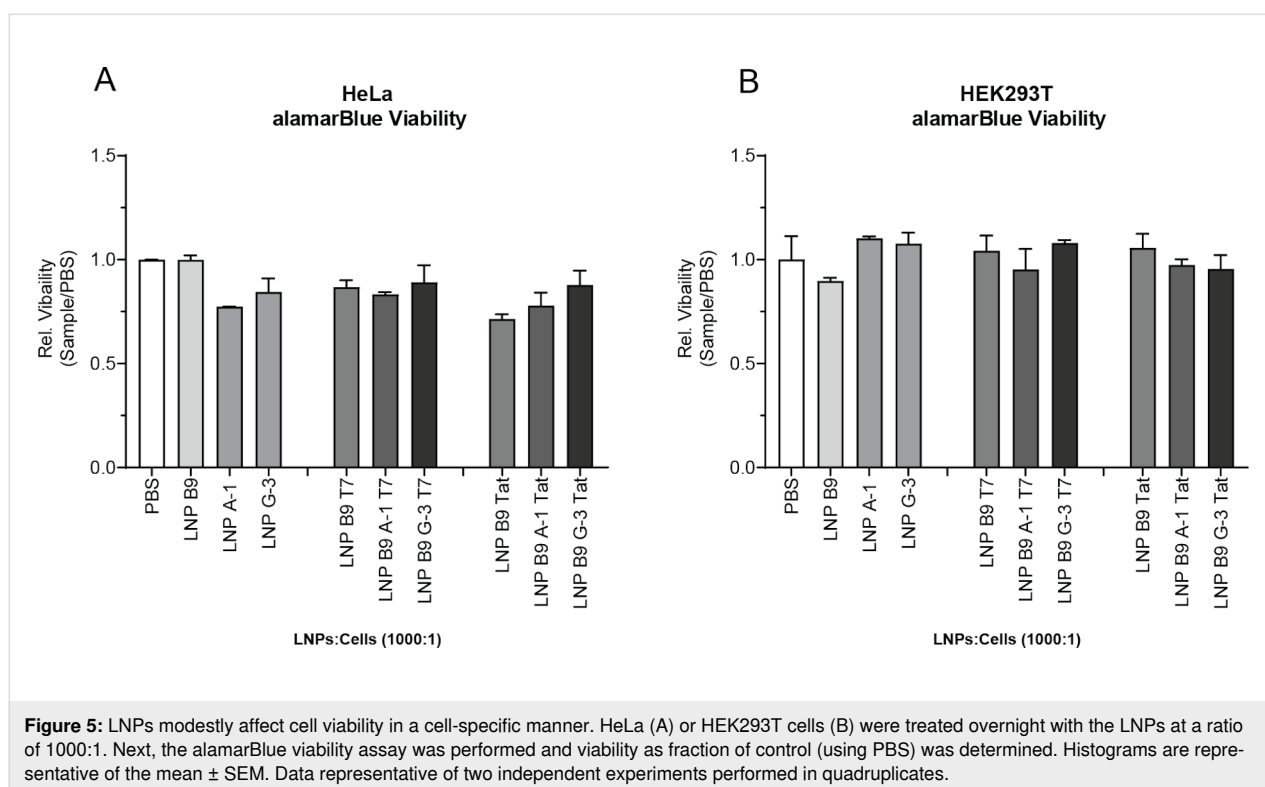 A
HeLa
alamarBlue Viability
Rel. Vibaility
(Sample/PBS)
1.5
1.0
0.5
0.0
PBS
LNP B9
LNP A-1
LNP G-3
LNP B9 T7
LNP B9 A-1 T7
LNP B9 G-3 T7
LNP B9 Tat
LNP B9 A-1 Tat
LNP B9 G-3 Tat
LNPs:Cells (1000:1)
B
HEK293T
alamarBlue Viability
Rel. Vibaility
(Sample/PBS)
1.5
1.0
0.5
0.0
PBS
LNP B9
LNP A-1
LNP G-3
LNP B9 T7
LNP B9 A-1 T7
LNP B9 G-3 T7
LNP B9 Tat
LNP B9 A-1 Tat
LNP B9 G-3 Tat
LNPs:Cells (1000:1)
Figure 5: LNPs modestly affect cell viability in a cell-specific manner. HeLa (A) or HEK293T cells (B) were treated overnight with the LNPs at a ratio
of 1000:1. Next, the alamarBlue viability assay was performed and viability as fraction of control (using PBS) was determined. Histograms are repre-
sentative of the mean ± SEM. Data representative of two independent experiments performed in quadruplicates.